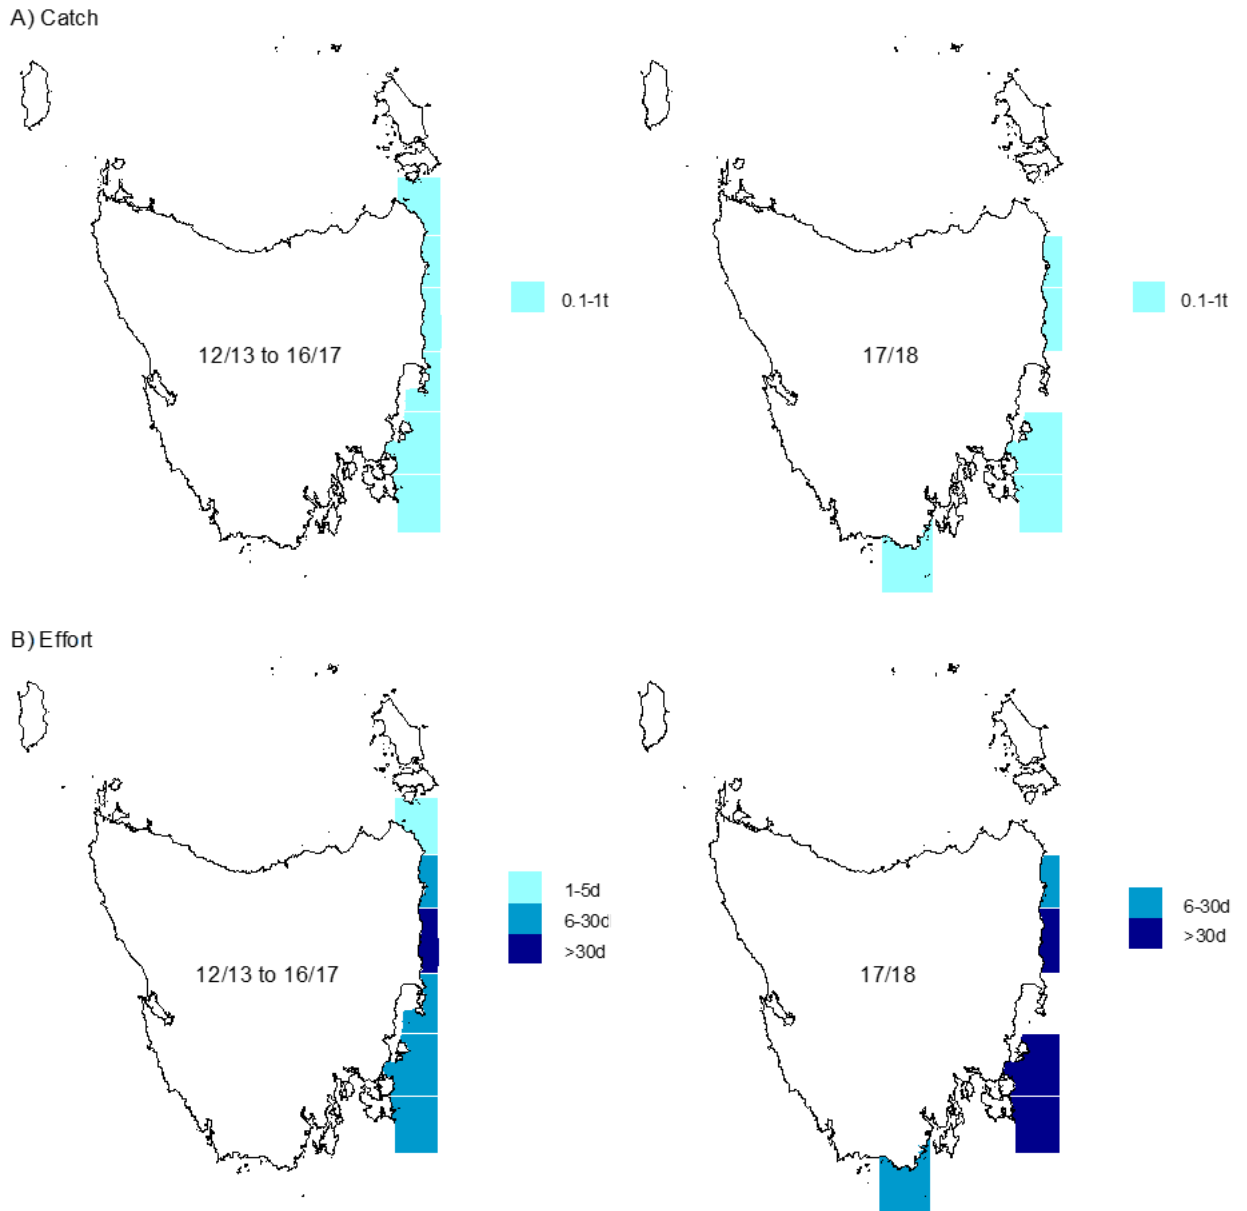 A) Catch
12/13 to 16/17
0.1-1t
17/18
0.1-1t
B) Effort
12/13 to 16/17
1-5d
6-30d
>30d
17/18
6-30d
>30d